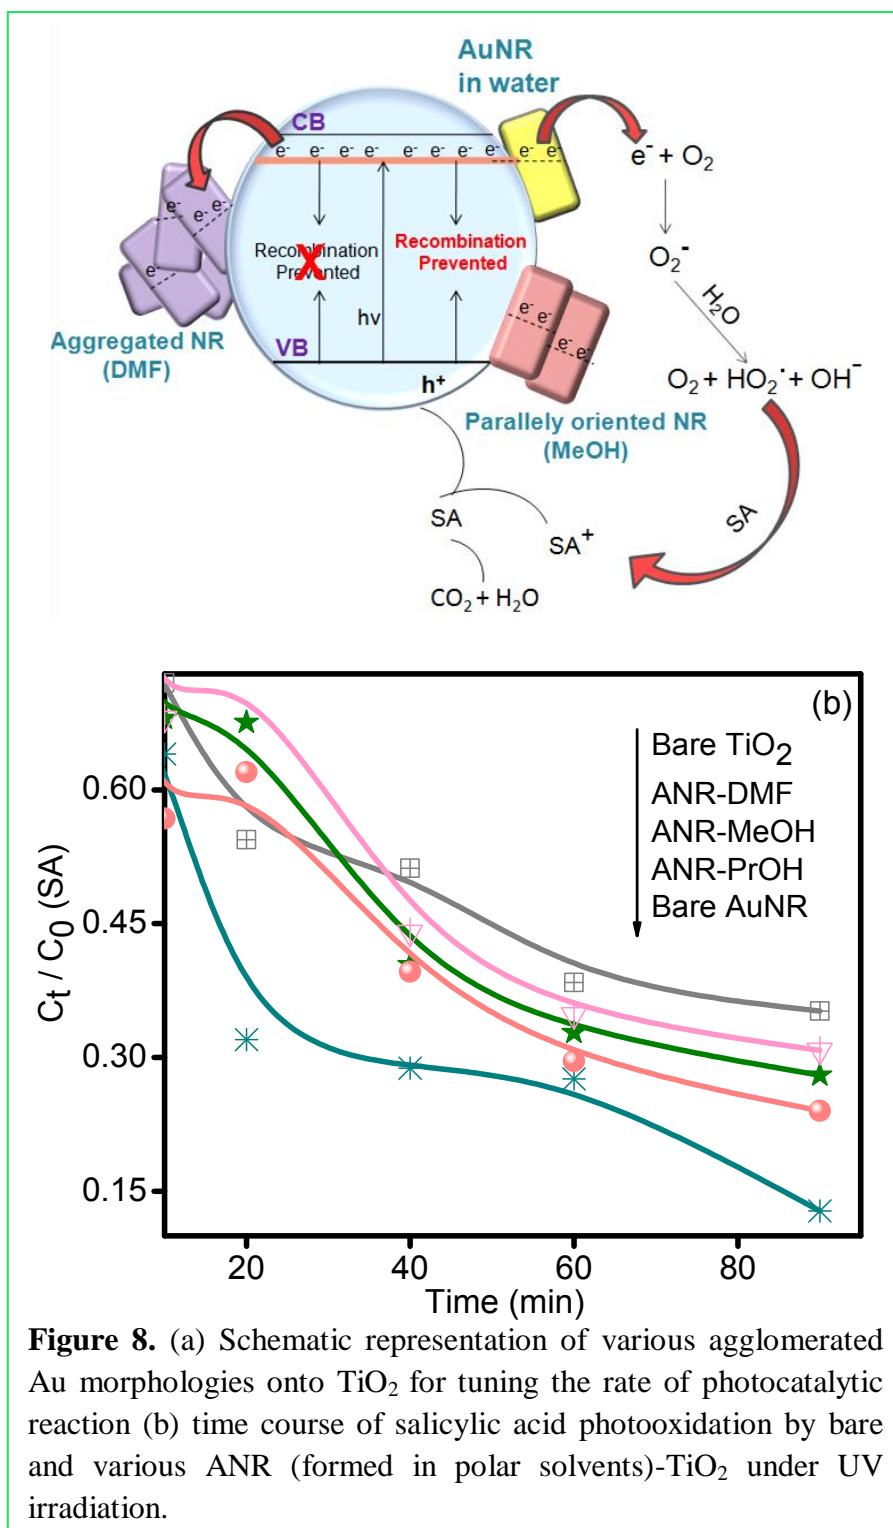 AuNR
in water
CB
e⁻ e⁻ e⁻ e⁻ e⁻ e⁻ e⁻ e⁻ e⁻ e⁻
e⁻ + O₂
e⁻ e⁻ e⁻
e⁻
O₂⁻
H₂O
Recombination
Prevented
X
Recombination
Prevented
hν
e⁻ e⁻
e⁻ e⁻
Aggregated NR
(DMF)
VB
h⁺
O₂ + HO₂˙ + OH⁻
Parallely oriented NR
(MeOH)
SA
SA
SA⁺
CO₂ + H₂O
(b)
Bare TiO₂
ANR-DMF
ANR-MeOH
ANR-PrOH
Bare AuNR
0.60
0.45
0.30
0.15
Cₜ / C₀ (SA)
20 40 60 80
Time (min)
Figure 8. (a) Schematic representation of various agglomerated
Au morphologies onto TiO₂ for tuning the rate of photocatalytic
reaction (b) time course of salicylic acid photooxidation by bare
and various ANR (formed in polar solvents)-TiO₂ under UV
irradiation.